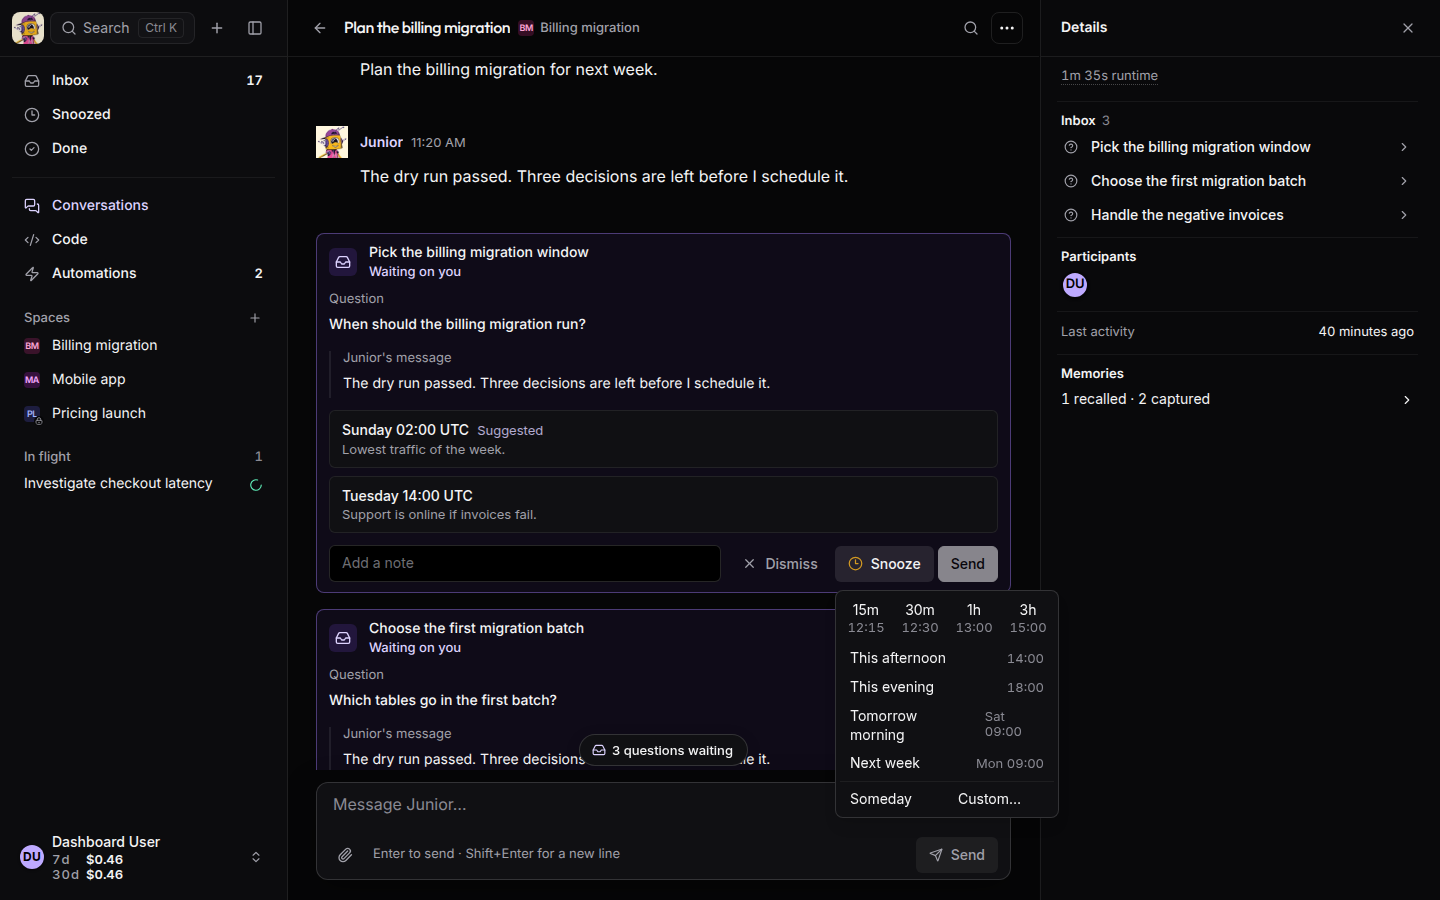 Search Ctrl K
Inbox 17
Snoozed
Done
Conversations
Code
Automations 2
Spaces
BM Billing migration
MA Mobile app
PL Pricing launch
In flight 1
Investigate checkout latency
DU Dashboard User
7d $0.46
30d $0.46
Plan the billing migration BM Billing migration
Plan the billing migration for next week.
Junior 11:20 AM
The dry run passed. Three decisions are left before I schedule it.
Pick the billing migration window
Waiting on you
Question
When should the billing migration run?
Junior's message
The dry run passed. Three decisions are left before I schedule it.
Sunday 02:00 UTC Suggested
Lowest traffic of the week.
Tuesday 14:00 UTC
Support is online if invoices fail.
Add a note Dismiss Snooze Send
15m 30m 1h 3h
12:15 12:30 13:00 15:00
This afternoon 14:00
This evening 18:00
Tomorrow morning Sat 09:00
Next week Mon 09:00
Someday Custom...
Choose the first migration batch
Waiting on you
Question
Which tables go in the first batch?
Junior's message
The dry run passed. Three decisions le it.
3 questions waiting
Message Junior...
Enter to send · Shift+Enter for a new line Send
Details
1m 35s runtime
Inbox 3
Pick the billing migration window
Choose the first migration batch
Handle the negative invoices
Participants
DU
Last activity 40 minutes ago
Memories
1 recalled · 2 captured